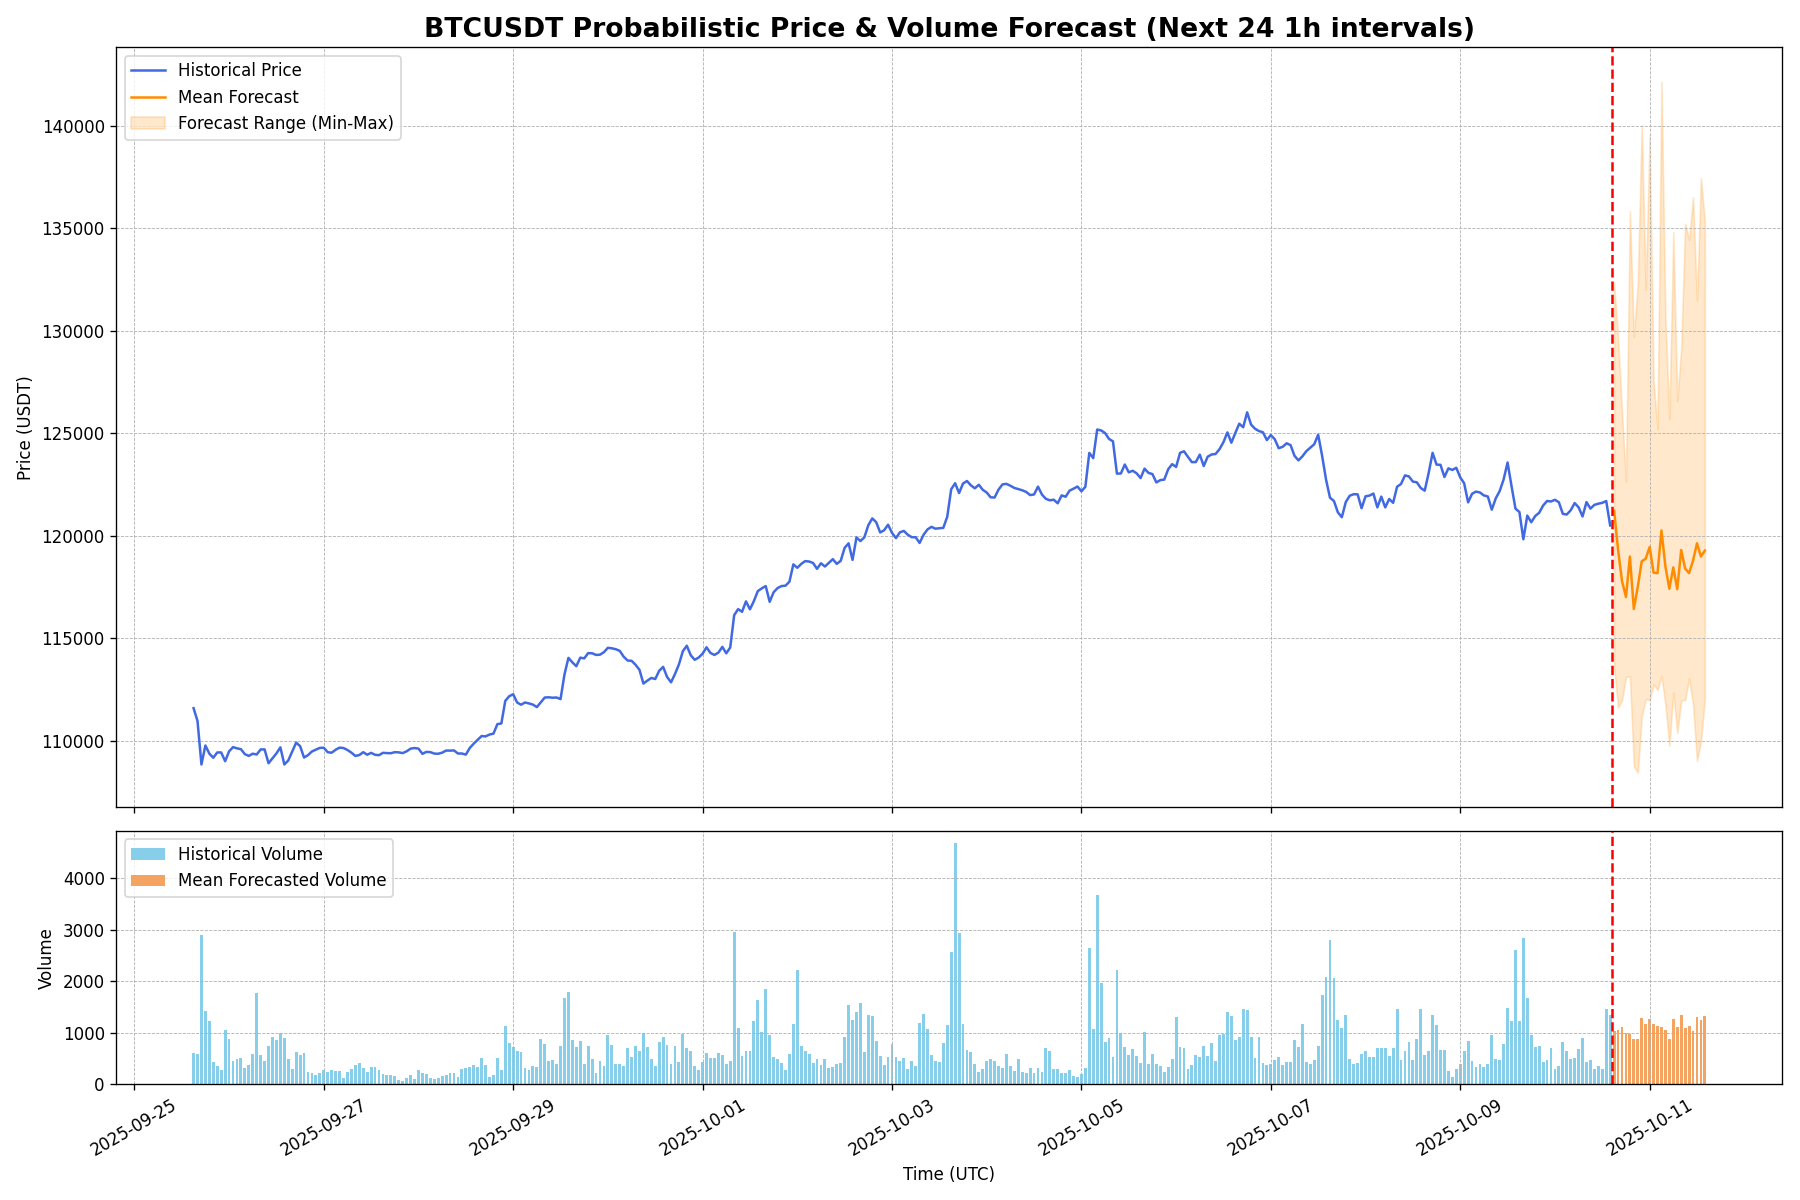 BTCUSDT Probabilistic Price & Volume Forecast (Next 24 1h intervals)
Historical Price
Mean Forecast
Forecast Range (Min-Max)
140000
135000
130000
125000
120000
115000
110000
Price (USDT)
Historical Volume
Mean Forecasted Volume
4000
3000
2000
1000
0
Volume
2025-09-25
2025-09-27
2025-09-29
2025-10-01
2025-10-03
2025-10-05
2025-10-07
2025-10-09
2025-10-11
Time (UTC)